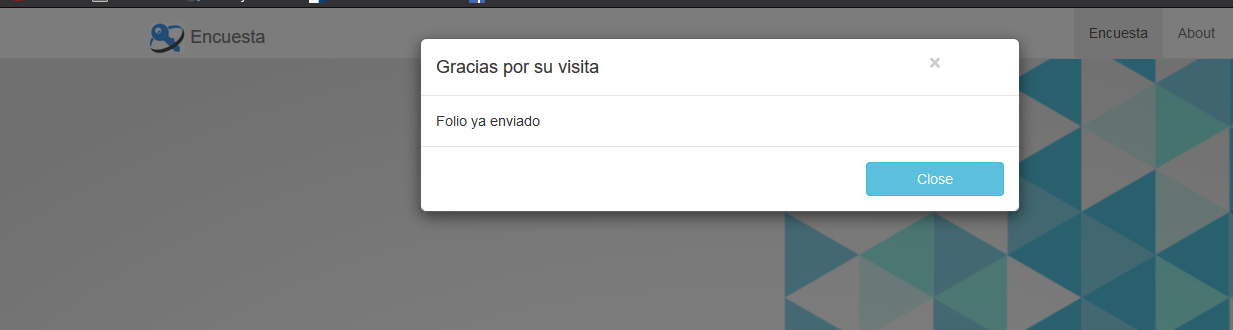 Encuesta
Encuesta
About
Gracias por su visita
×
Folio ya enviado
Close